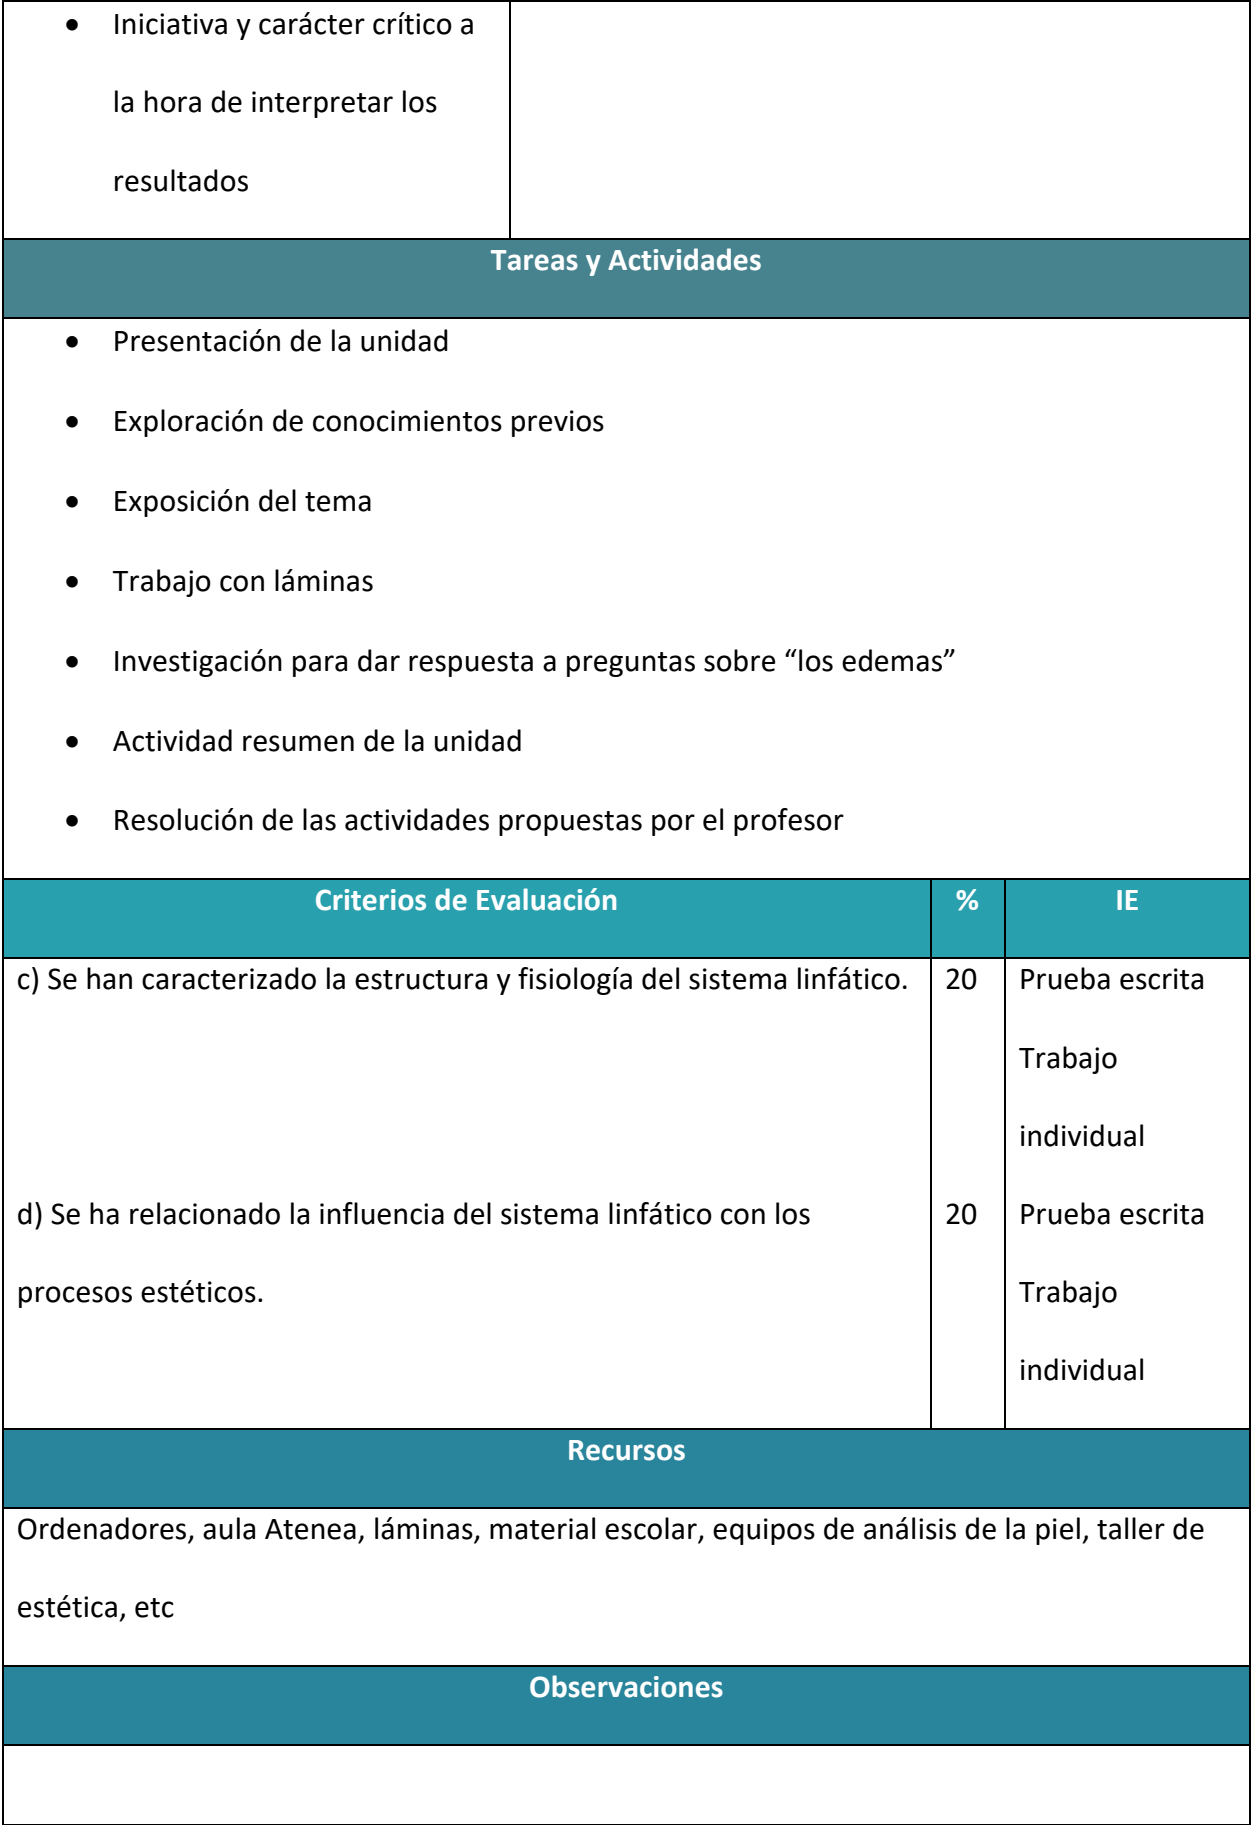 • Iniciativa y carácter crítico a
la hora de interpretar los
resultados
Tareas y Actividades
• Presentación de la unidad
• Exploración de conocimientos previos
• Exposición del tema
• Trabajo con láminas
• Investigación para dar respuesta a preguntas sobre “los edemas”
• Actividad resumen de la unidad
• Resolución de las actividades propuestas por el profesor
Criterios de Evaluación % IE
c) Se han caracterizado la estructura y fisiología del sistema linfático. 20 Prueba escrita
Trabajo
individual
d) Se ha relacionado la influencia del sistema linfático con los 20 Prueba escrita
procesos estéticos. Trabajo
individual
Recursos
Ordenadores, aula Atenea, láminas, material escolar, equipos de análisis de la piel, taller de
estética, etc
Observaciones